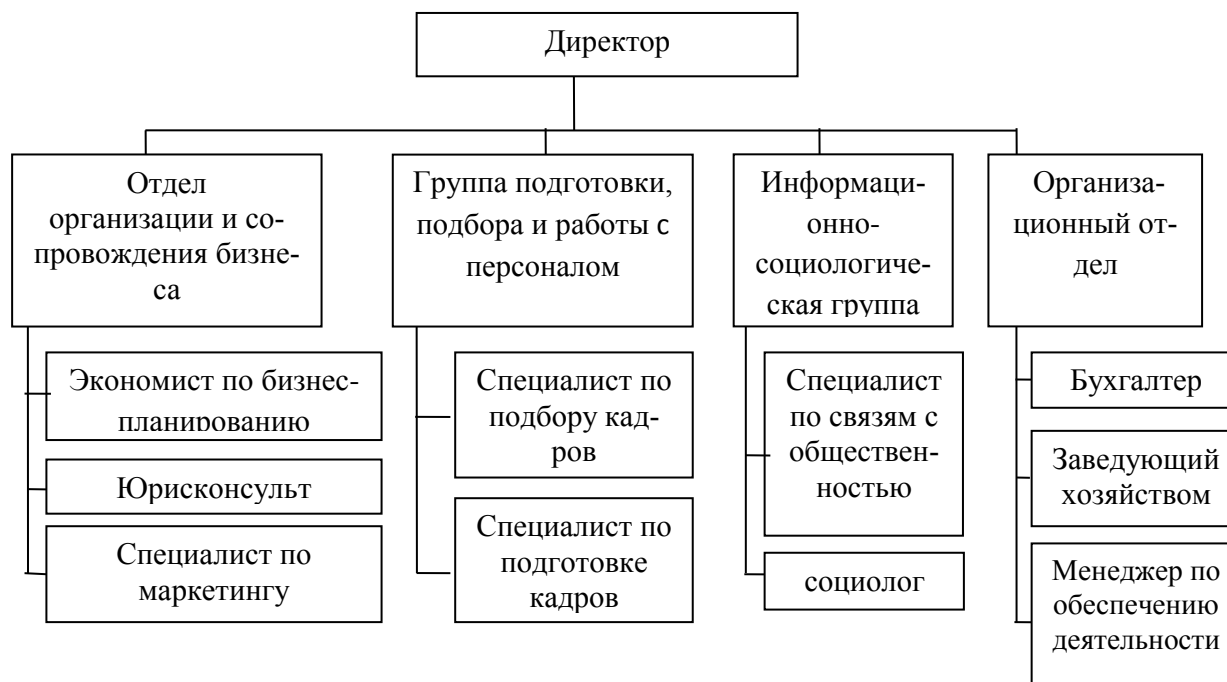 Директор
Отдел
организации и со-
провождения бизне-
са
Группа подготовки,
подбора и работы с
персоналом
Информаци-
онно-
социологиче-
ская группа
Организа-
ционный от-
дел
Экономист по бизнес-
планированию
Юрисконсульт
Специалист по
маркетингу
Специалист по
подбору кад-
ров
Специалист по
подготовке
кадров
Специалист
по связям с
обществен-
ностью
социолог
Бухгалтер
Заведующий
хозяйством
Менеджер по
обеспечению
деятельности